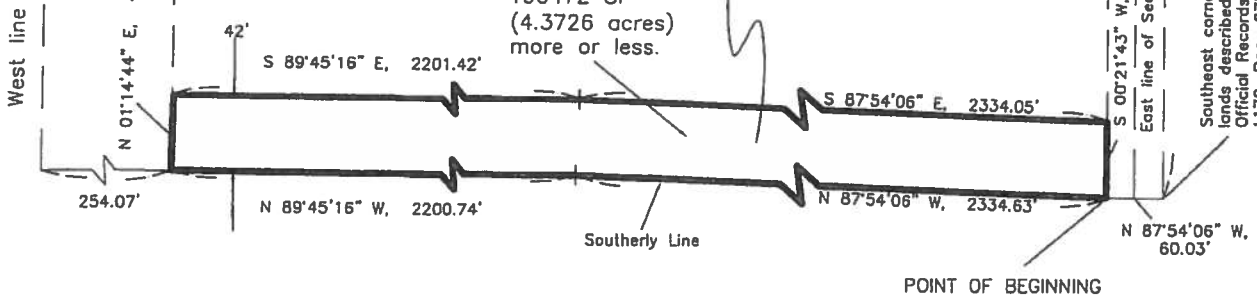 West line
N 01°14'44" E,
42'
S 89°45'16" E, 2201.42'
(4.3726 acres)
more or less.
S 87°54'06" E, 2334.05'
S 00°21'43" W,
East line of Sec
Southeast corn
lands described
Official Records
254.07'
N 89°45'16" W, 2200.74'
Southerly Line
N 87°54'06" W, 2334.63'
N 87°54'06" W,
60.03'
POINT OF BEGINNING